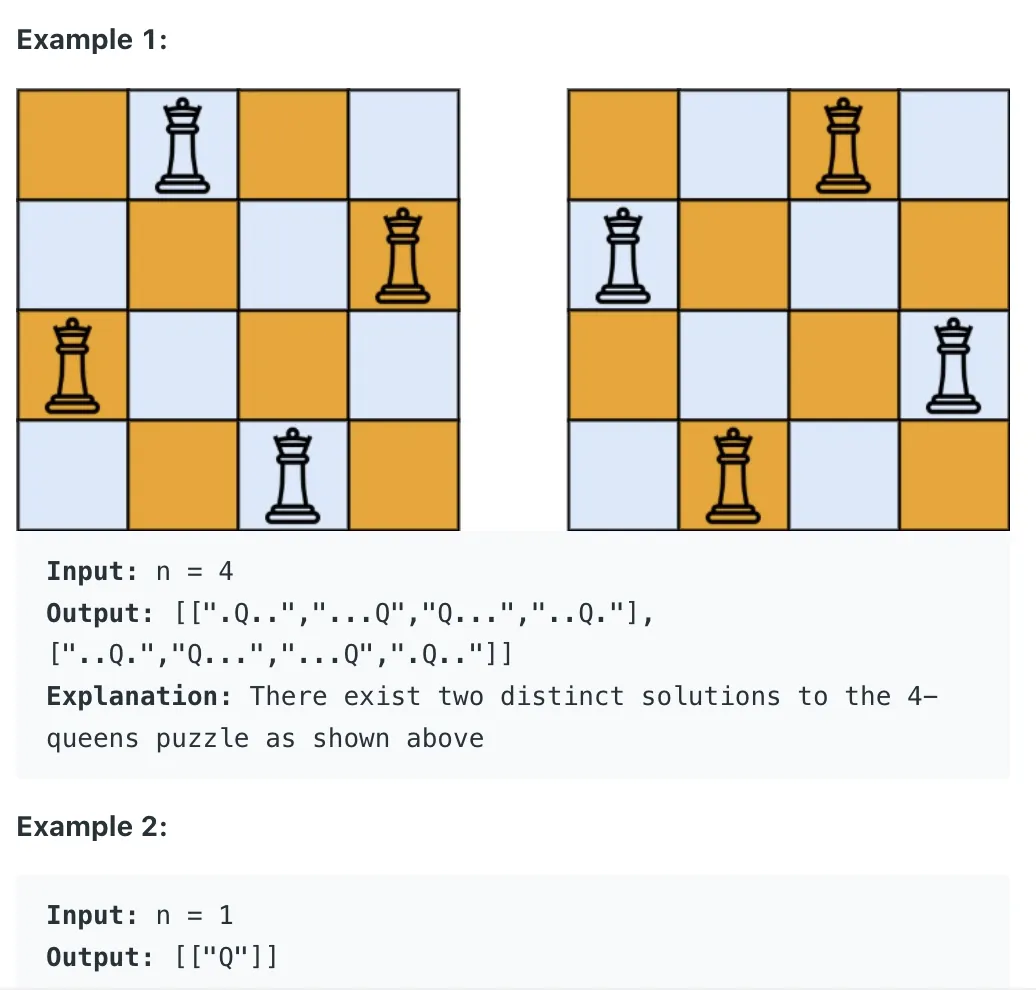 Example 1:
Input: n = 4
Output: [[".Q..","...Q","Q...","..Q."],
["..Q.","Q...","...Q",".Q.."]]
Explanation: There exist two distinct solutions to the 4-
queens puzzle as shown above
Example 2:
Input: n = 1
Output: [["Q"]]